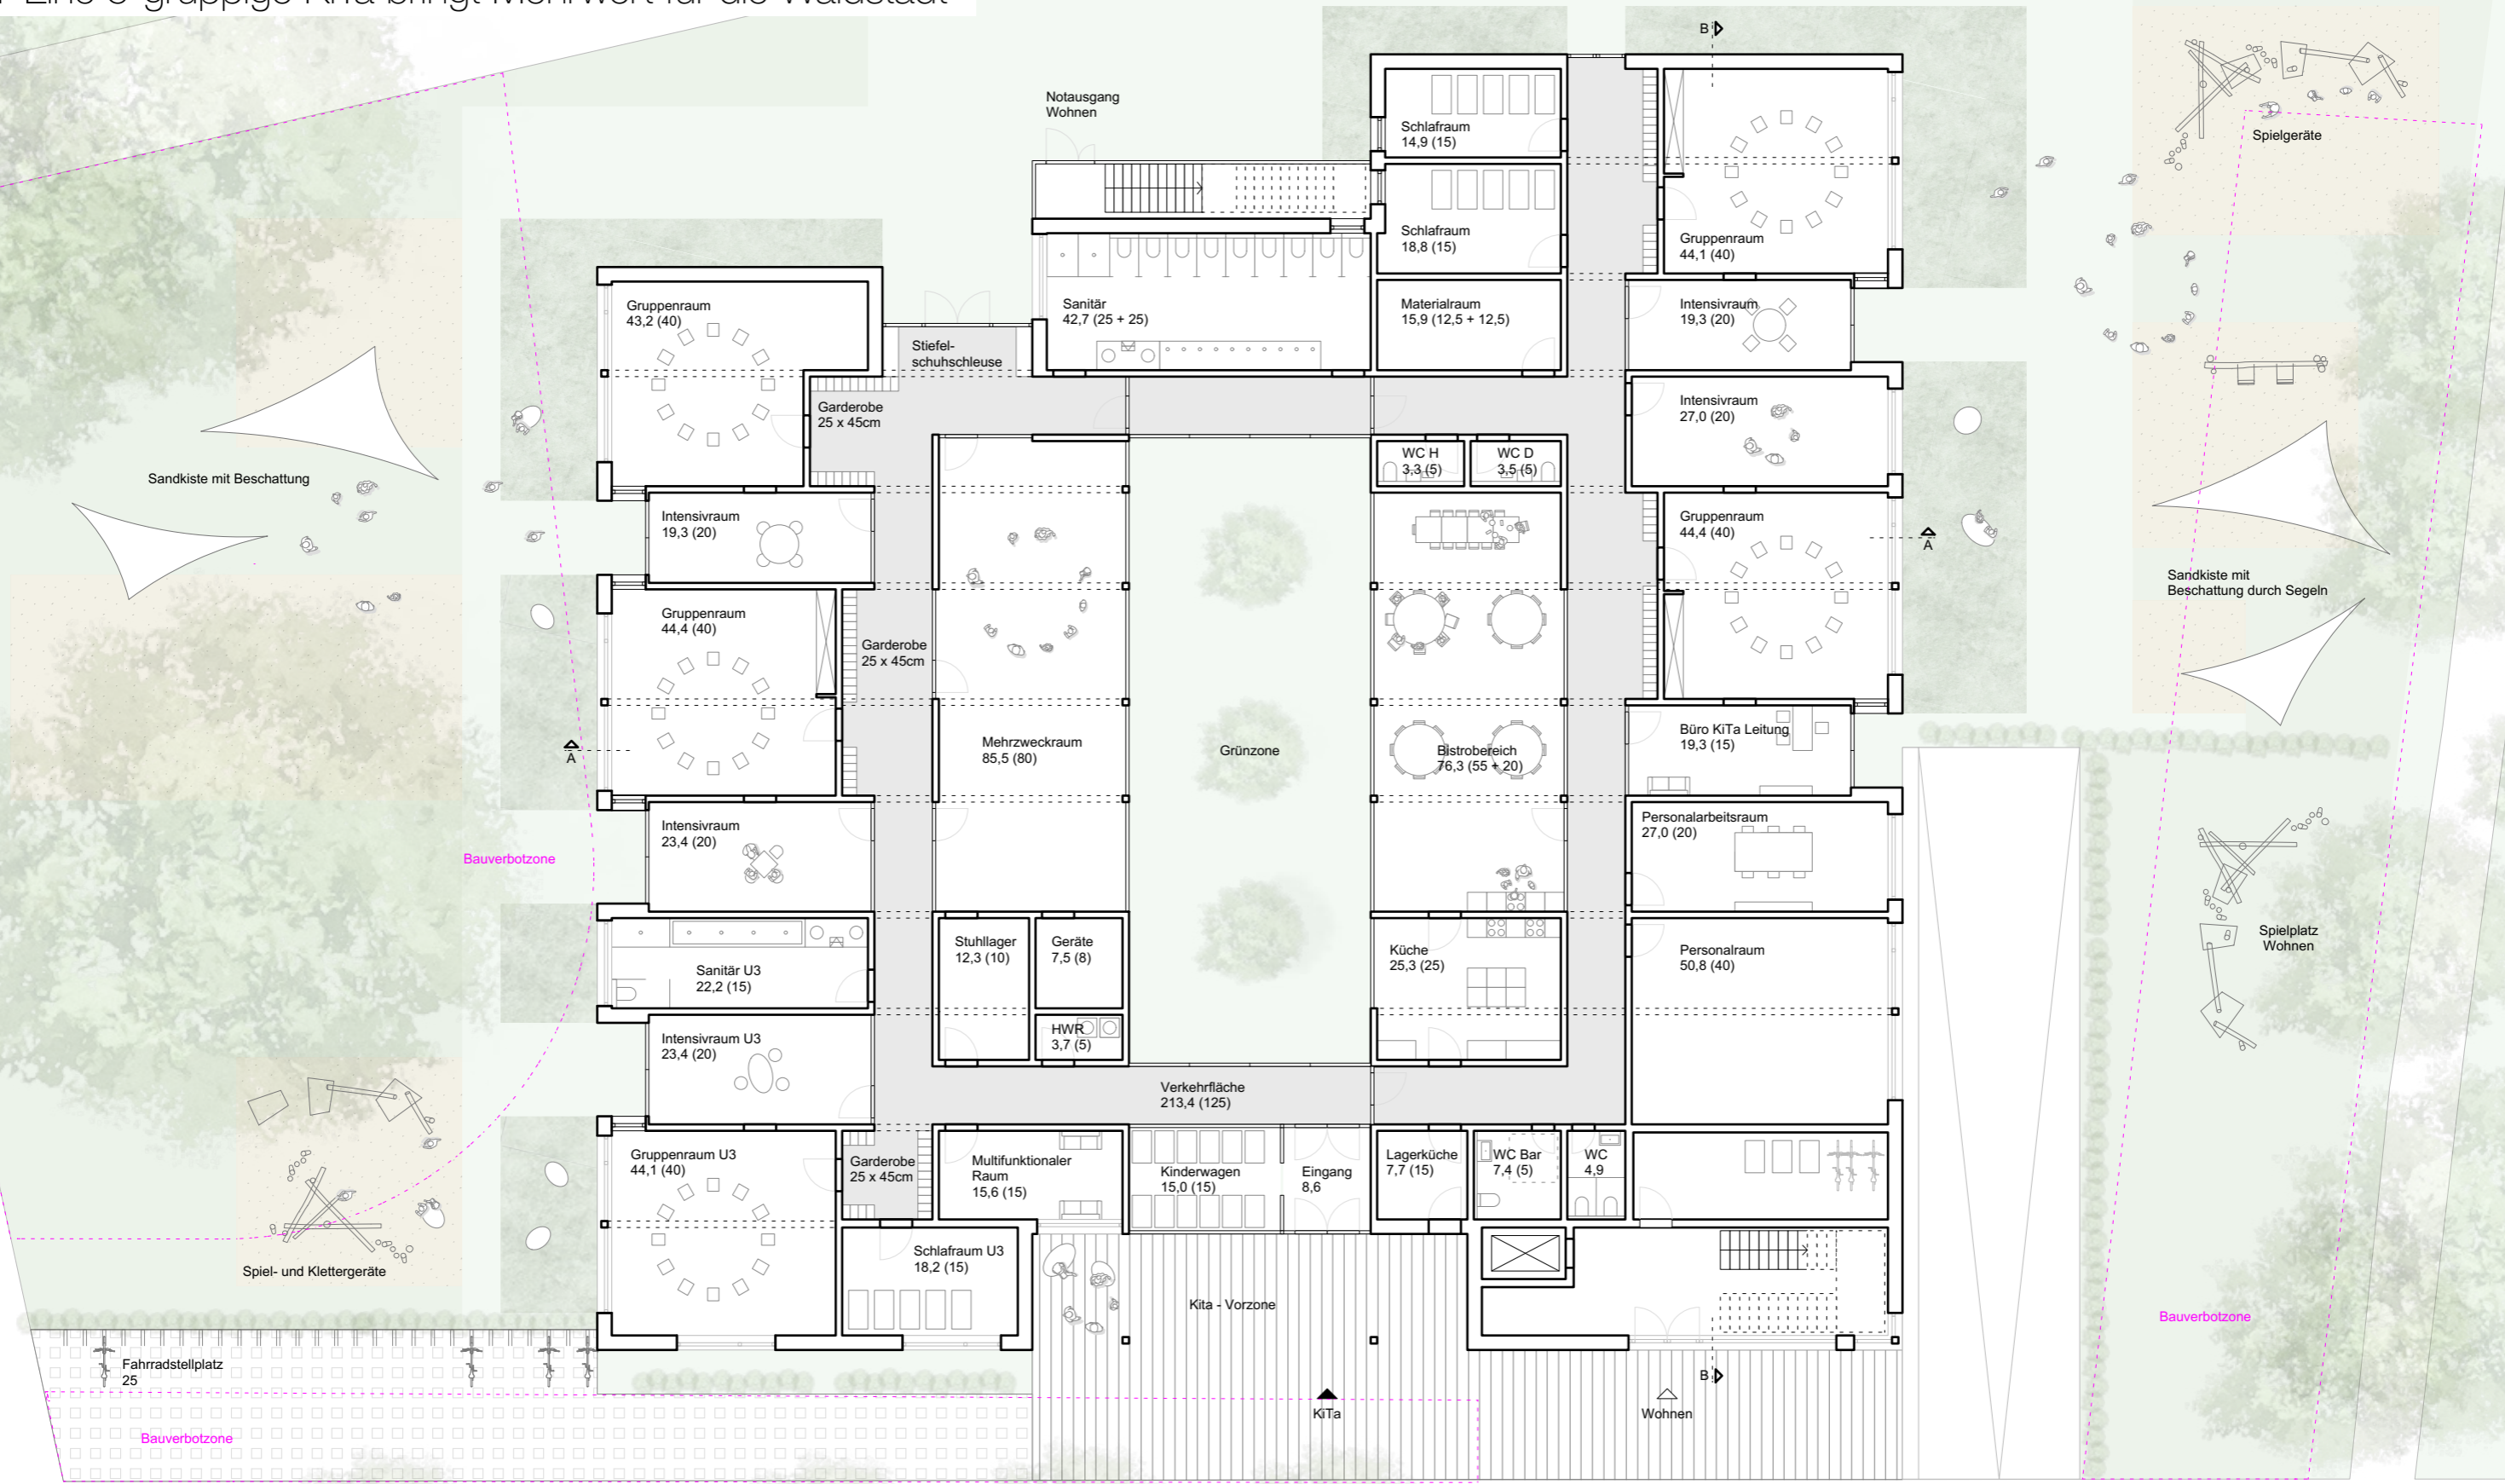 Eine 5-gruppige KiTa bringt Mehrwert für die Waldstadt
B
Notausgang
Wohnen
Spielgeräte
Schlafraum
14,9 (15)
Schlafraum
18,8 (15)
Gruppenraum
44,1 (40)
Gruppenraum
43,2 (40)
Sanitär
42,7 (25 + 25)
Materialraum
15,9 (12,5 + 12,5)
Intensivraum
19,3 (20)
Stiefel-
schuhschleuse
Garderobe
25 x 45cm
Intensivraum
27,0 (20)
WC H
3,3 (5)
WC D
3,5 (5)
Sandkiste mit Beschattung
Intensivraum
19,3 (20)
Gruppenraum
44,4 (40)
A
Sandkiste mit
Beschattung durch Segeln
Gruppenraum
44,4 (40)
Garderobe
25 x 45cm
A
Mehrzweckraum
85,5 (80)
Grünzone
Bistrobereich
76,3 (55 + 20)
Büro KiTa Leitung
19,3 (15)
Intensivraum
23,4 (20)
Personalarbeitsraum
27,0 (20)
Bauverbotzone
Sanitär U3
22,2 (15)
Stuhllager
12,3 (10)
Geräte
7,5 (8)
Küche
25,3 (25)
Personalraum
50,8 (40)
Spielplatz
Wohnen
Intensivraum U3
23,4 (20)
HWR
3,7 (5)
Verkehrfläche
213,4 (125)
Gruppenraum U3
44,1 (40)
Garderobe
25 x 45cm
Multifunktionaler
Raum
15,6 (15)
Kinderwagen
15,0 (15)
Eingang
8,6
Lagerküche
7,7 (15)
WC Bar
7,4 (5)
WC
4,9
Spiel- und Klettergeräte
Schlafraum U3
18,2 (15)
Kita - Vorzone
Bauverbotzone
Fahrradstellplatz
25
B
KiTa
Wohnen
Bauverbotzone